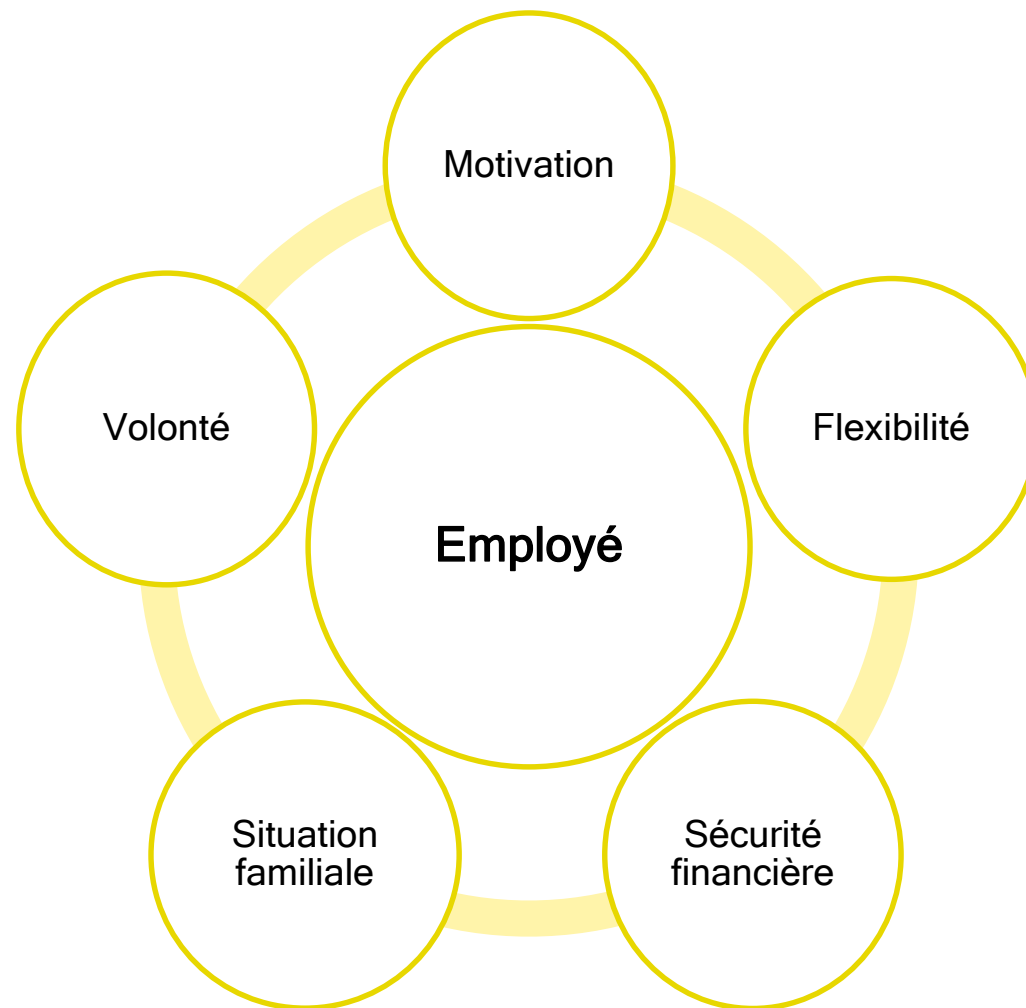 Motivation
Volonté
Flexibilité
Employé
Situation
familiale
Sécurité
financière